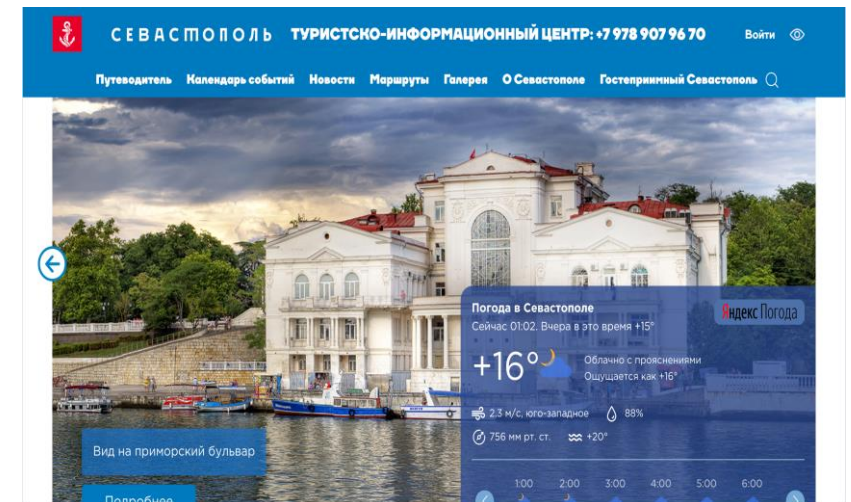 СЕВАСТОПОЛЬ ТУРИСТСКО-ИНФОРМАЦИОННЫЙ ЦЕНТР: +7 978 907 96 70 Войти
Путеводитель Календарь событий Новости Маршруты Галерея О Севастополе Гостеприимный Севастополь
Погода в Севастополе
Яндекс Погода
Сейчас 01:02. Вчера в это время +15°
+16°
Облачно с прояснениями
Ощущается как +16°
2.3 м/с, юго-западное 88%
756 мм рт. ст. +20°
Вид на приморский бульвар
1:00 2:00 3:00 4:00 5:00 6:00
Подробнее